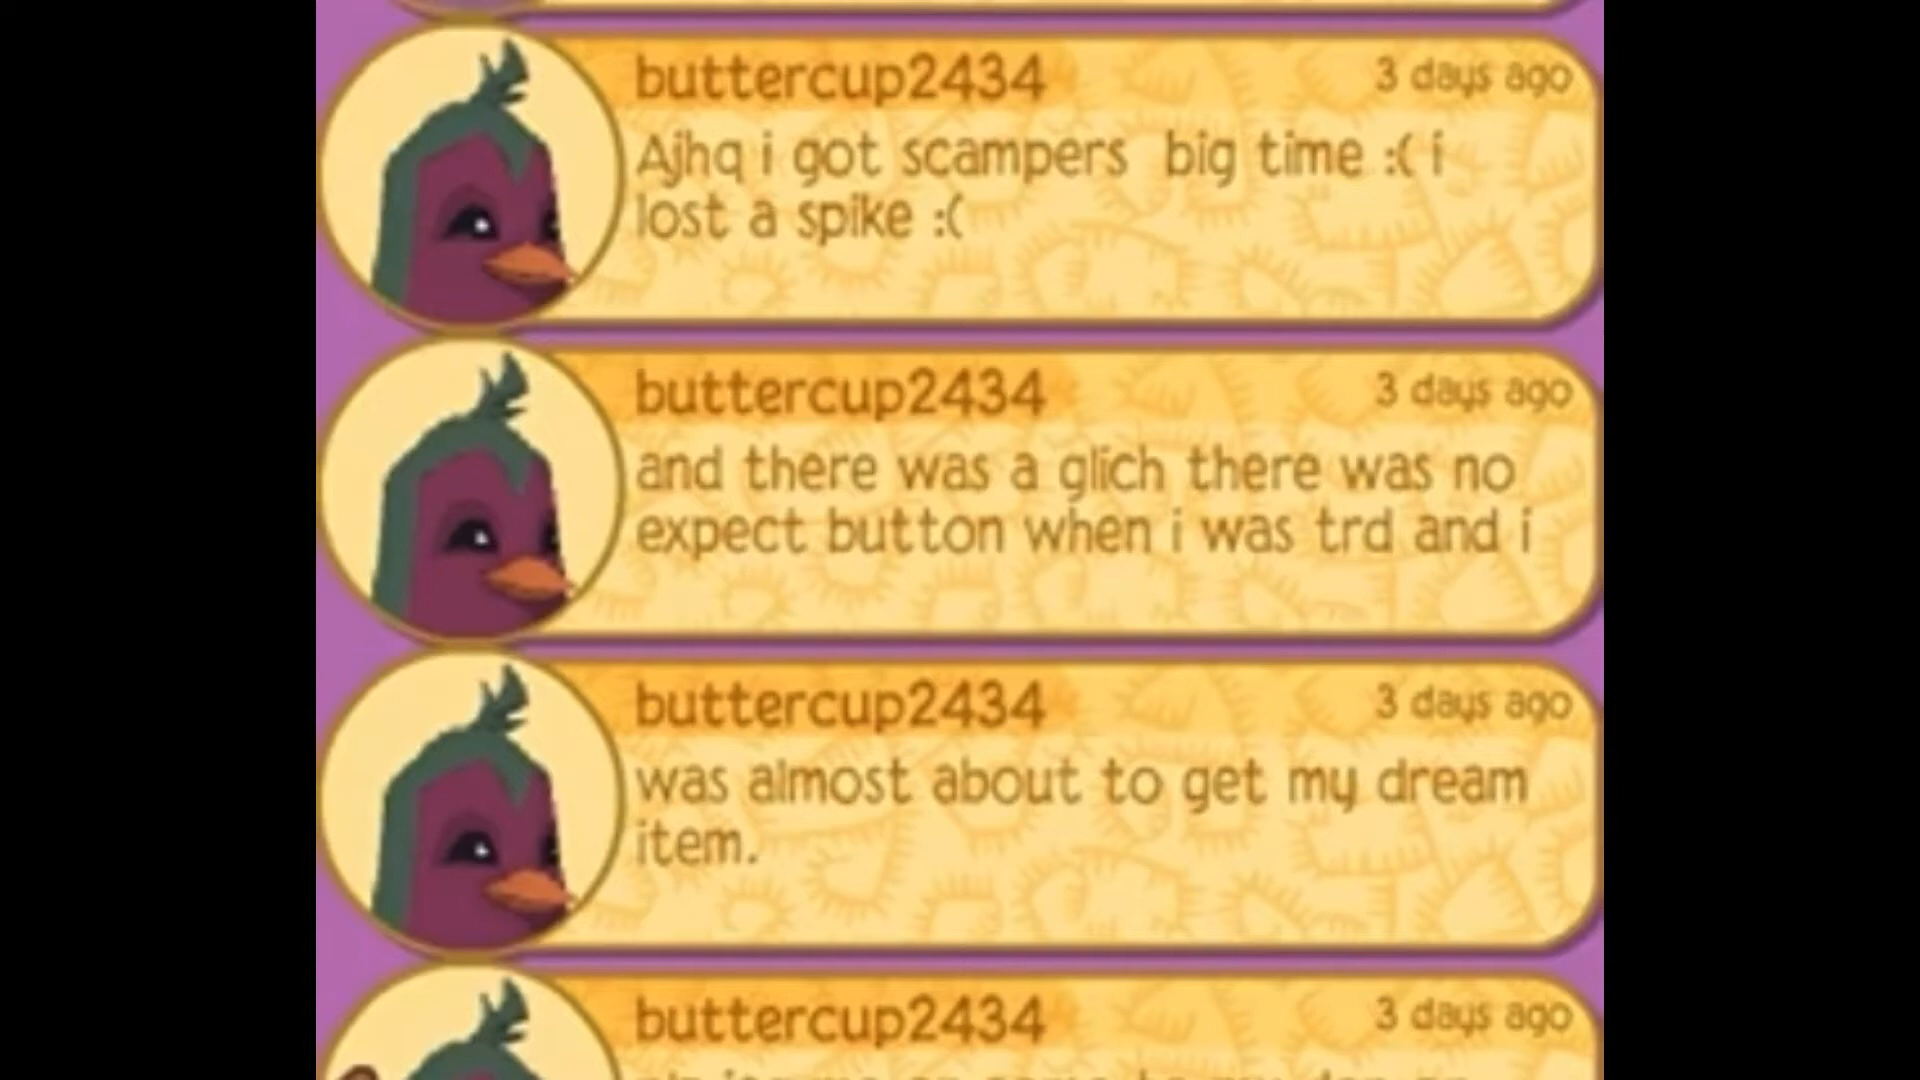 buttercup2434 3 days ago
Ajhq i got scampers big time :( i
lost a spike :(
buttercup2434 3 days ago
and there was a glich there was no
expect button when i was trd and i
buttercup2434 3 days ago
was almost about to get my dream
item.
buttercup2434 3 days ago